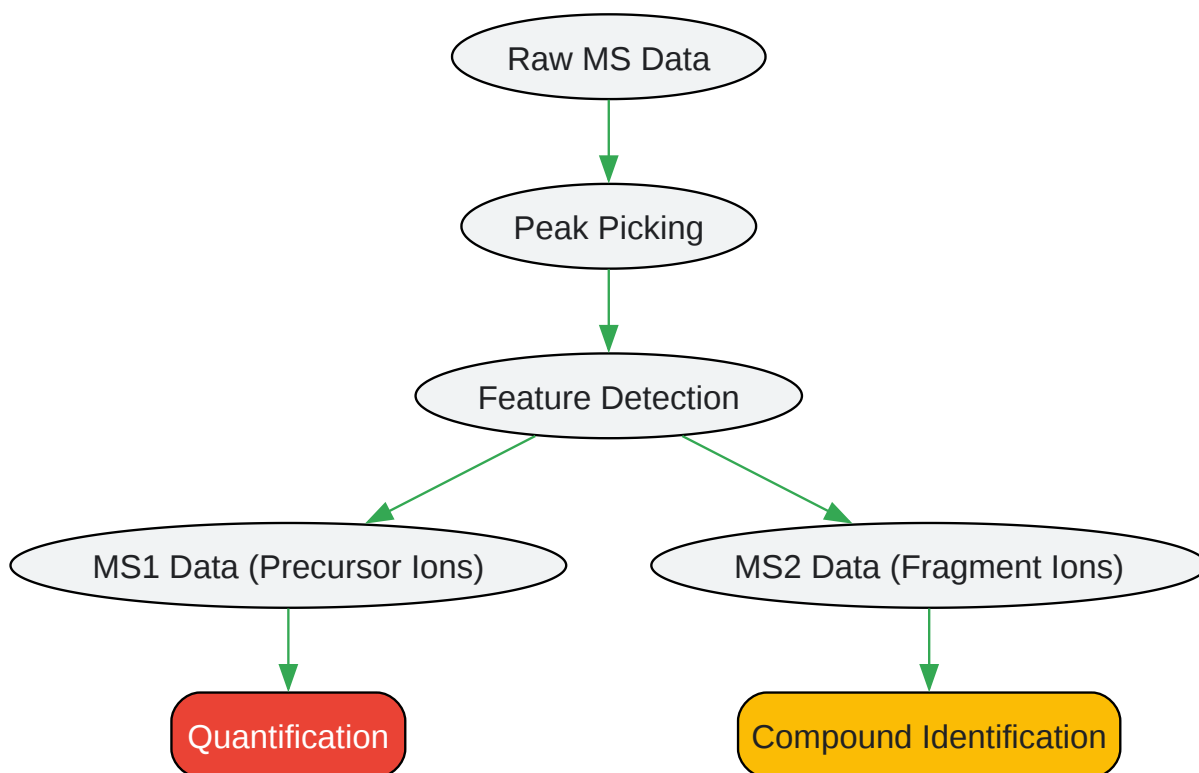 Raw MS Data
Peak Picking
Feature Detection
MS1 Data (Precursor Ions)
MS2 Data (Fragment Ions)
Quantification
Compound Identification